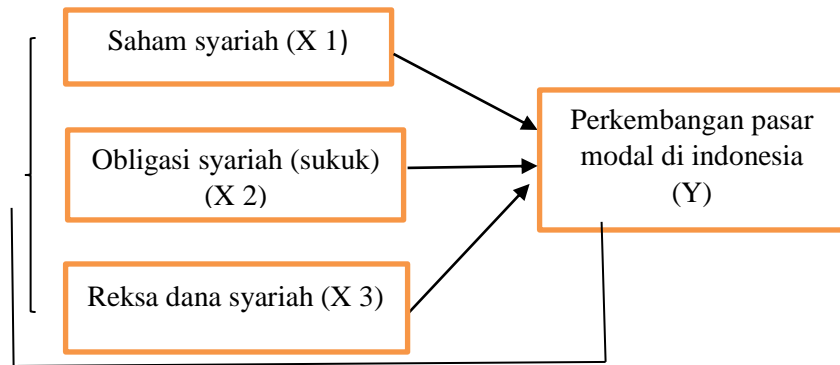 Saham syariah (X 1)
Obligasi syariah (sukuk)
(X 2)
Reksa dana syariah (X 3)
Perkembangan pasar
modal di indonesia
(Y)